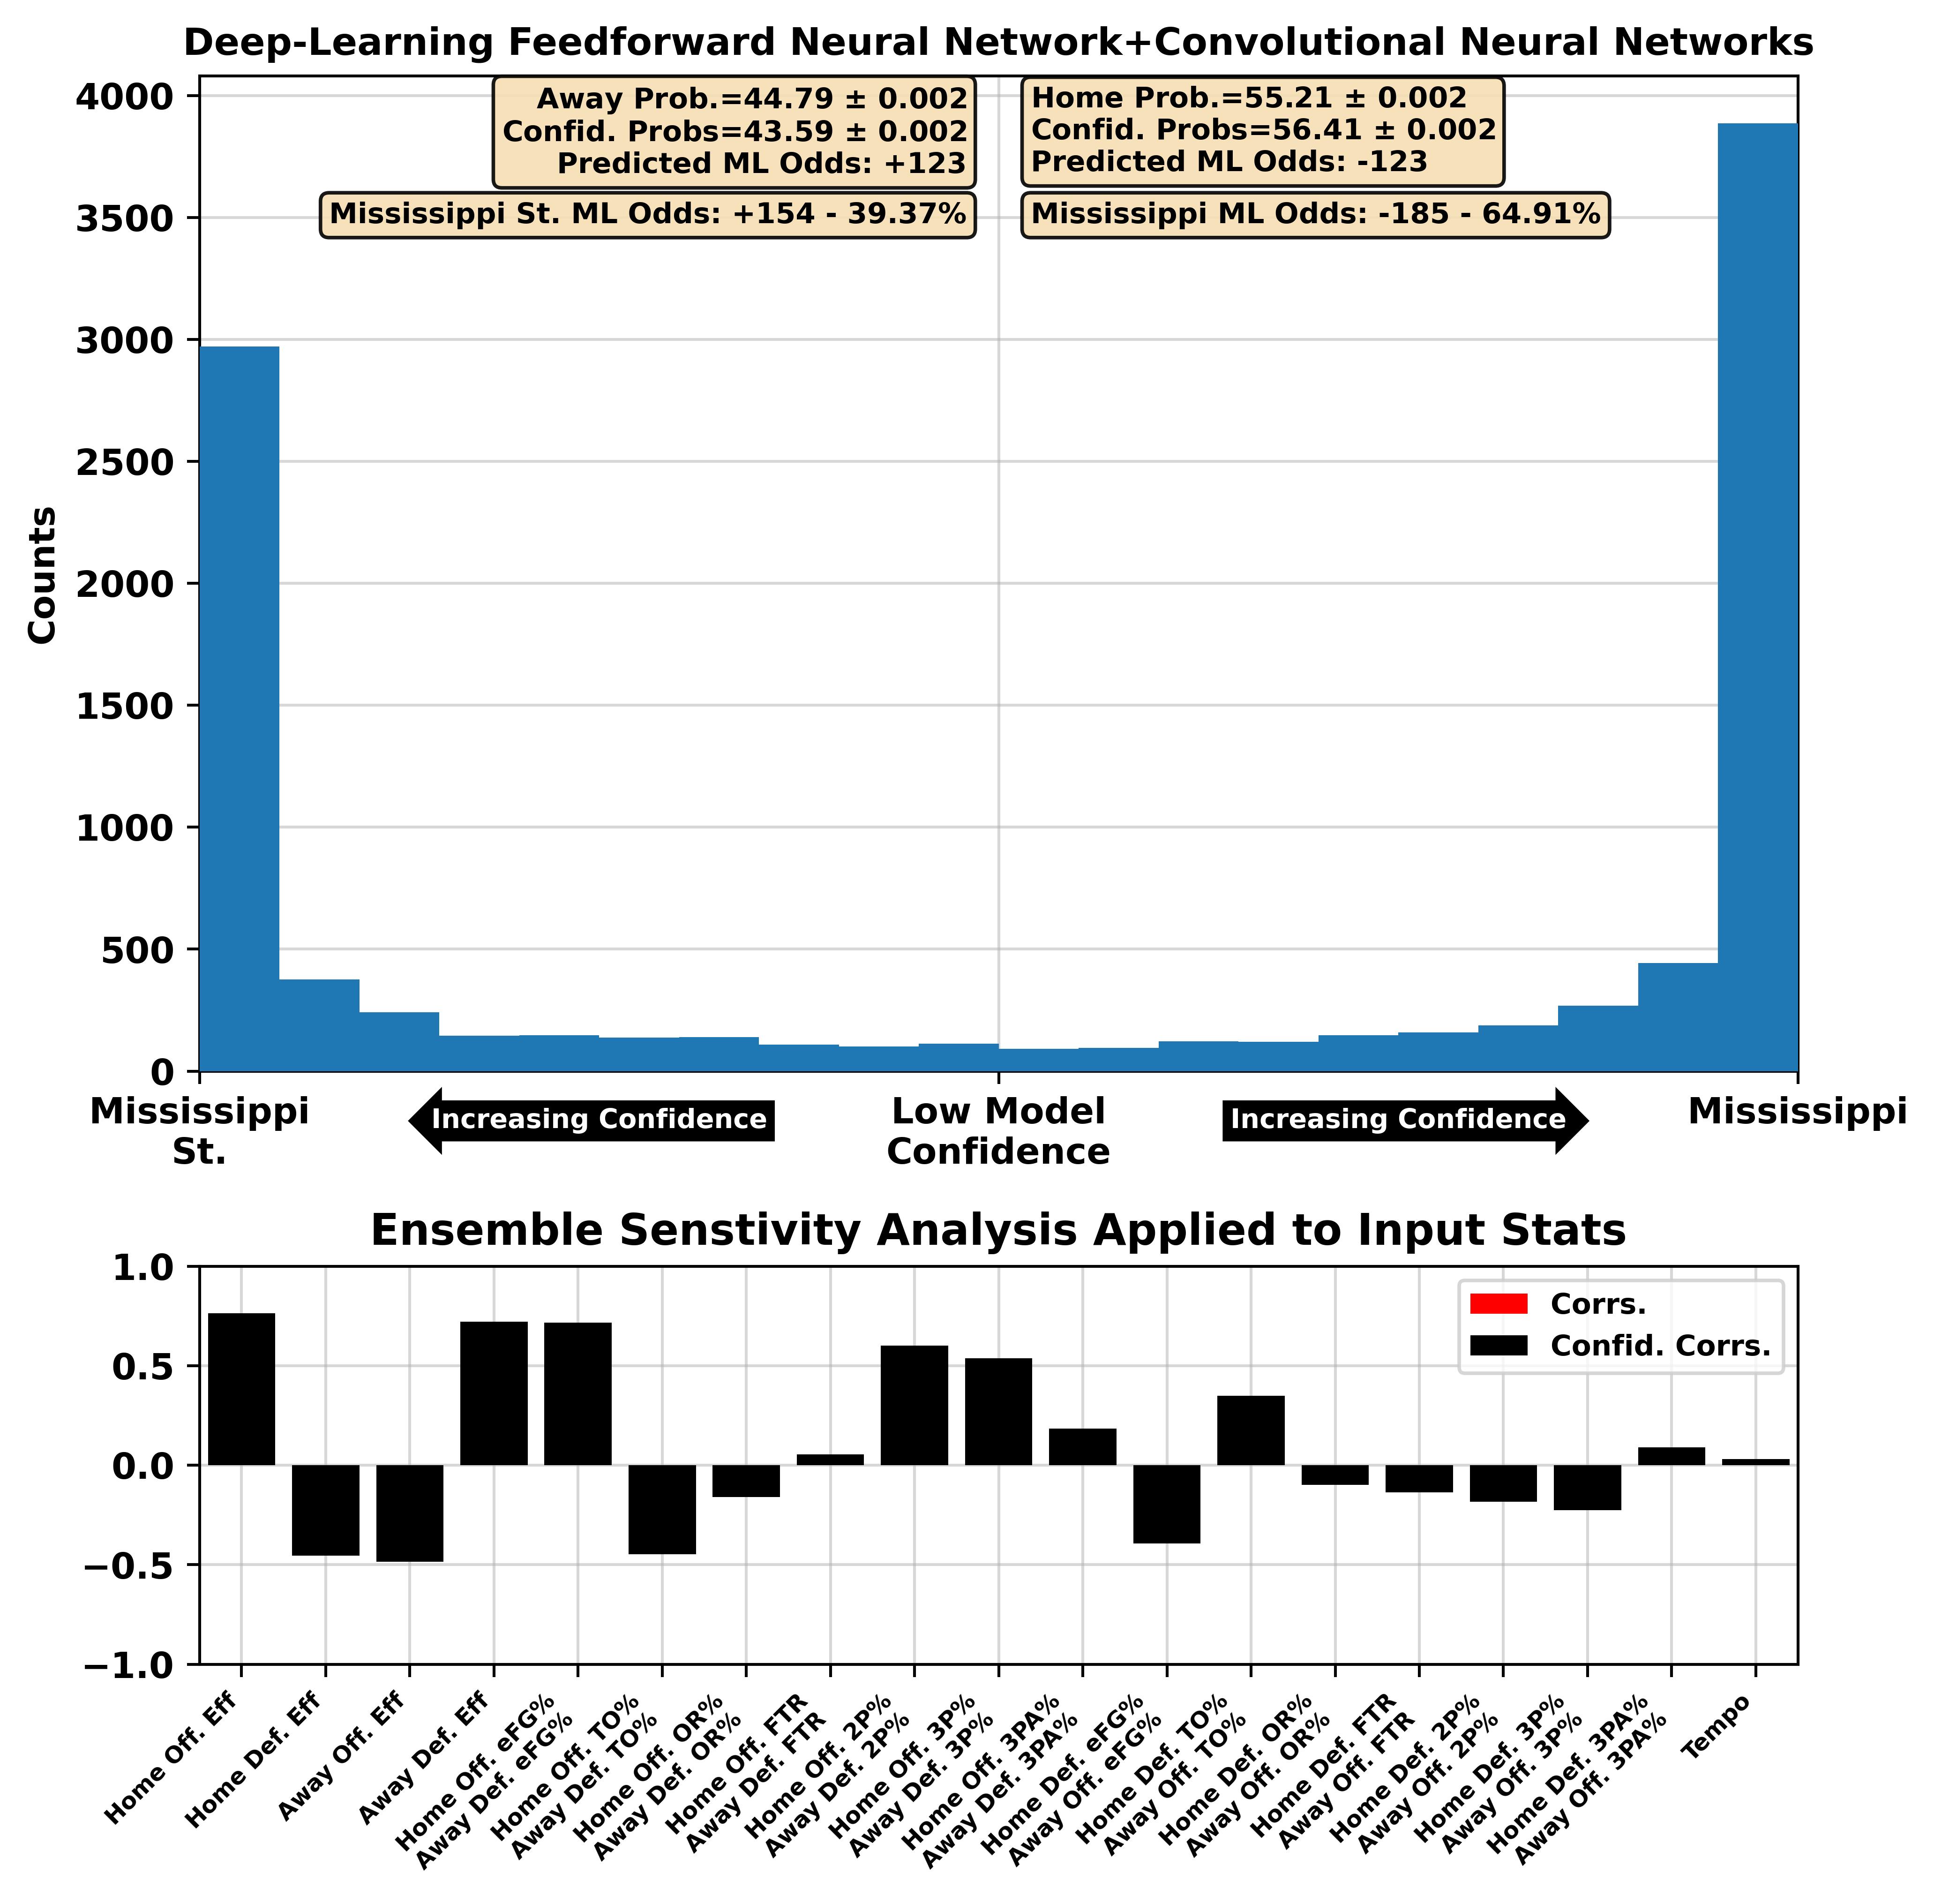 Deep-Learning Feedforward Neural Network+Convolutional Neural Networks
Away Prob.=44.79 ± 0.002
Confid. Probs=43.59 ± 0.002
Predicted ML Odds: +123
Home Prob.=55.21 ± 0.002
Confid. Probs=56.41 ± 0.002
Predicted ML Odds: -123
Mississippi St. ML Odds: +154 - 39.37%
Mississippi ML Odds: -185 - 64.91%
4000
3500
3000
2500
2000
1500
1000
500
0
Counts
Mississippi
St.
Increasing Confidence
Low Model
Confidence
Increasing Confidence
Mississippi
Ensemble Senstivity Analysis Applied to Input Stats
1.0
0.5
0.0
−0.5
−1.0
Corrs.
Confid. Corrs.
Home Off. Eff
Home Def. Eff
Away Off. Eff
Away Def. Eff
Home Off. eFG%
Away Def. eFG%
Home Off. TO%
Away Def. TO%
Home Off. OR%
Away Def. OR%
Home Off. FTR
Away Def. FTR
Home Off. 2P%
Away Def. 2P%
Home Off. 3P%
Away Def. 3P%
Home Off. 3PA%
Away Def. 3PA%
Home Def. eFG%
Away Off. eFG%
Home Def. TO%
Away Off. TO%
Home Def. OR%
Away Off. OR%
Home Def. FTR
Away Off. FTR
Home Def. 2P%
Away Off. 2P%
Home Def. 3P%
Away Off. 3P%
Home Def. 3PA%
Away Off. 3PA%
Tempo